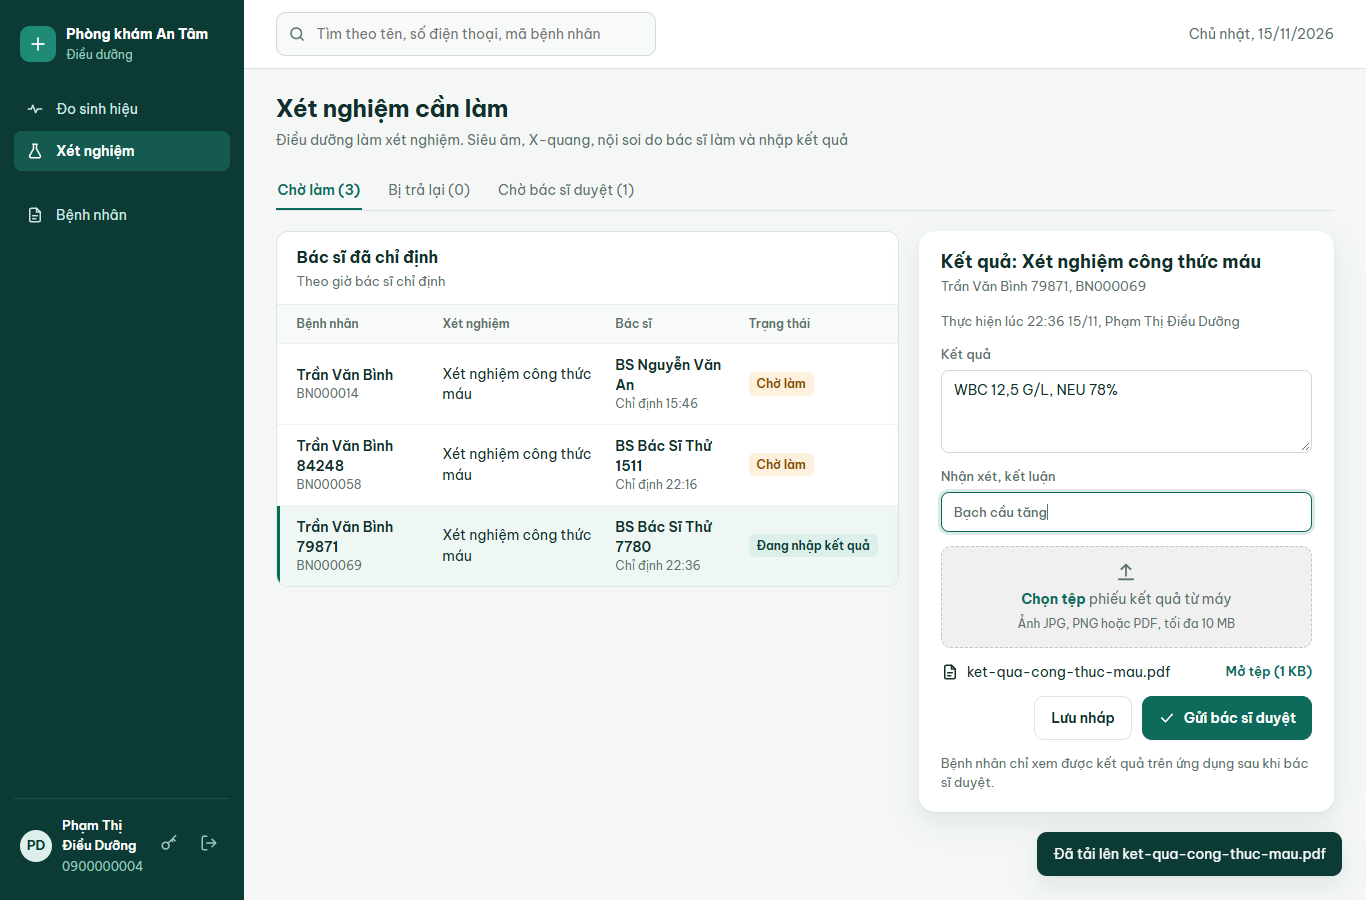 Phòng khám An Tâm
Điều dưỡng
Đo sinh hiệu
Xét nghiệm
Bệnh nhân
Phạm Thị
Điều Dưỡng
0900000004
PD
Tìm theo tên, số điện thoại, mã bệnh nhân
Chủ nhật, 15/11/2026
Xét nghiệm cần làm
Điều dưỡng làm xét nghiệm. Siêu âm, X-quang, nội soi do bác sĩ làm và nhập kết quả
Chờ làm (3) Bị trả lại (0) Chờ bác sĩ duyệt (1)
Bác sĩ đã chỉ định
Theo giờ bác sĩ chỉ định
Bệnh nhân Xét nghiệm Bác sĩ Trạng thái
Trần Văn Bình
BN000014
Xét nghiệm công thức
máu
BS Nguyễn Văn
An
Chỉ định 15:46
Chờ làm
Trần Văn Bình
84248
BN000058
Xét nghiệm công thức
máu
BS Bác Sĩ Thử
1511
Chỉ định 22:16
Chờ làm
Trần Văn Bình
79871
BN000069
Xét nghiệm công thức
máu
BS Bác Sĩ Thử
7780
Chỉ định 22:36
Đang nhập kết quả
Kết quả: Xét nghiệm công thức máu
Trần Văn Bình 79871, BN000069
Thực hiện lúc 22:36 15/11, Phạm Thị Điều Dưỡng
Kết quả
WBC 12,5 G/L, NEU 78%
Nhận xét, kết luận
Bạch cầu tăng
Chọn tệp phiếu kết quả từ máy
Ảnh JPG, PNG hoặc PDF, tối đa 10 MB
ket-qua-cong-thuc-mau.pdf Mở tệp (1 KB)
Lưu nháp Gửi bác sĩ duyệt
Bệnh nhân chỉ xem được kết quả trên ứng dụng sau khi bác
sĩ duyệt.
Đã tải lên ket-qua-cong-thuc-mau.pdf